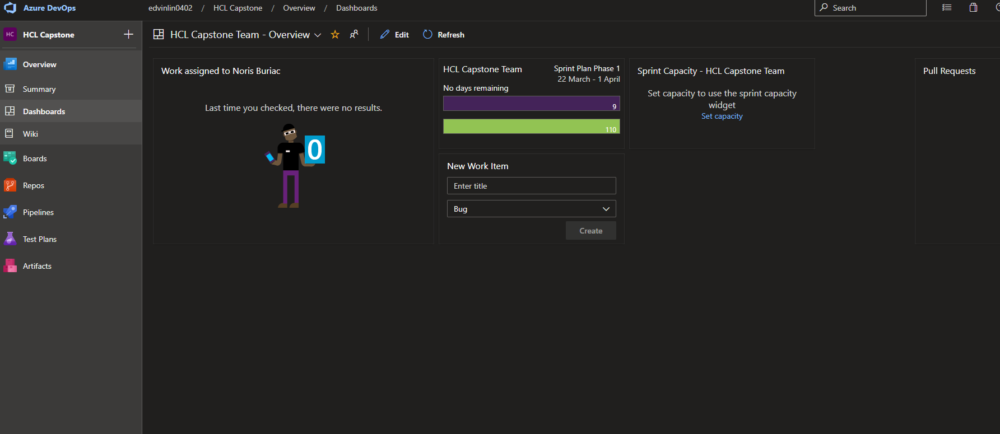 Azure DevOps
edvinlin0402 / HCL Capstone / Overview / Dashboards
Search
HC HCL Capstone
HCL Capstone Team - Overview
Edit
Refresh
Overview
Summary
Dashboards
Wiki
Boards
Repos
Pipelines
Test Plans
Artifacts
Work assigned to Noris Buriac
Last time you checked, there were no results.
0
HCL Capstone Team
Sprint Plan Phase 1
22 March - 1 April
No days remaining
9
110
New Work Item
Enter title
Bug
Create
Sprint Capacity - HCL Capstone Team
Set capacity to use the sprint capacity
widget
Set capacity
Pull Requests